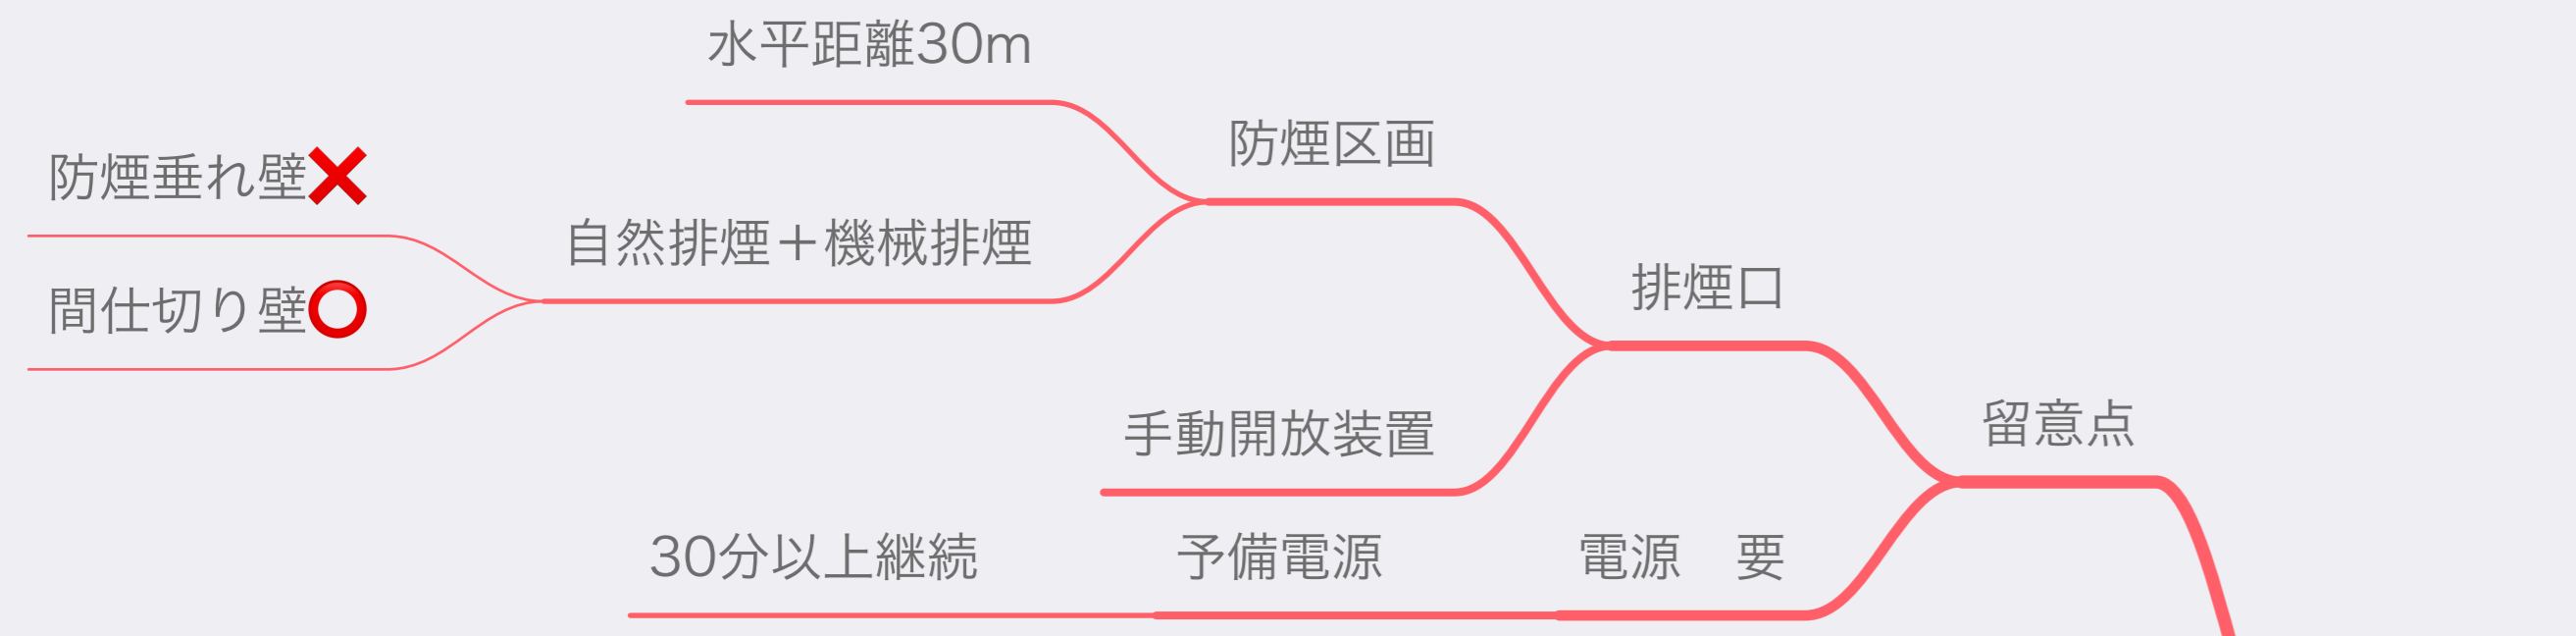 水平距離30m
防煙区画
防煙垂れ壁❌
自然排煙＋機械排煙
間仕切り壁⭕
排煙口
手動開放装置
留意点
30分以上継続
予備電源
電源　要